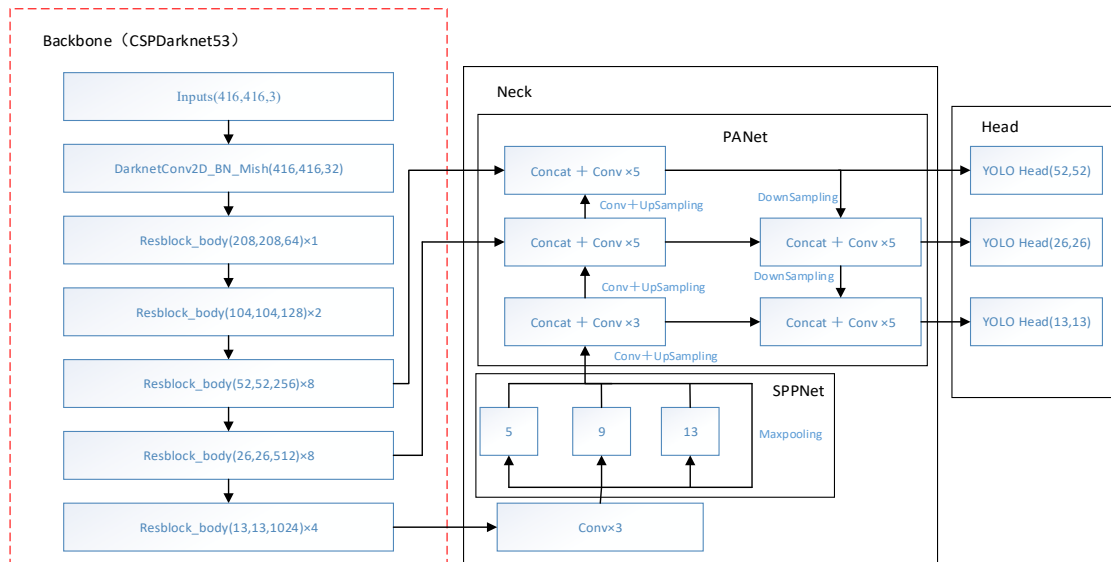 Backbone（CSPDarknet53）
Inputs(416,416,3)
DarknetConv2D_BN_Mish(416,416,32)
Resblock_body(208,208,64)×1
Resblock_body(104,104,128)×2
Resblock_body(52,52,256)×8
Resblock_body(26,26,512)×8
Resblock_body(13,13,1024)×4
Neck
PANet
Concat＋Conv×5
Conv＋UpSampling
DownSampling
Concat＋Conv×5
Concat＋Conv×5
Conv＋UpSampling
DownSampling
Concat＋Conv×3
Concat＋Conv×5
Conv＋UpSampling
SPPNet
5
9
13
Maxpooling
Conv×3
Head
YOLO Head(52,52)
YOLO Head(26,26)
YOLO Head(13,13)